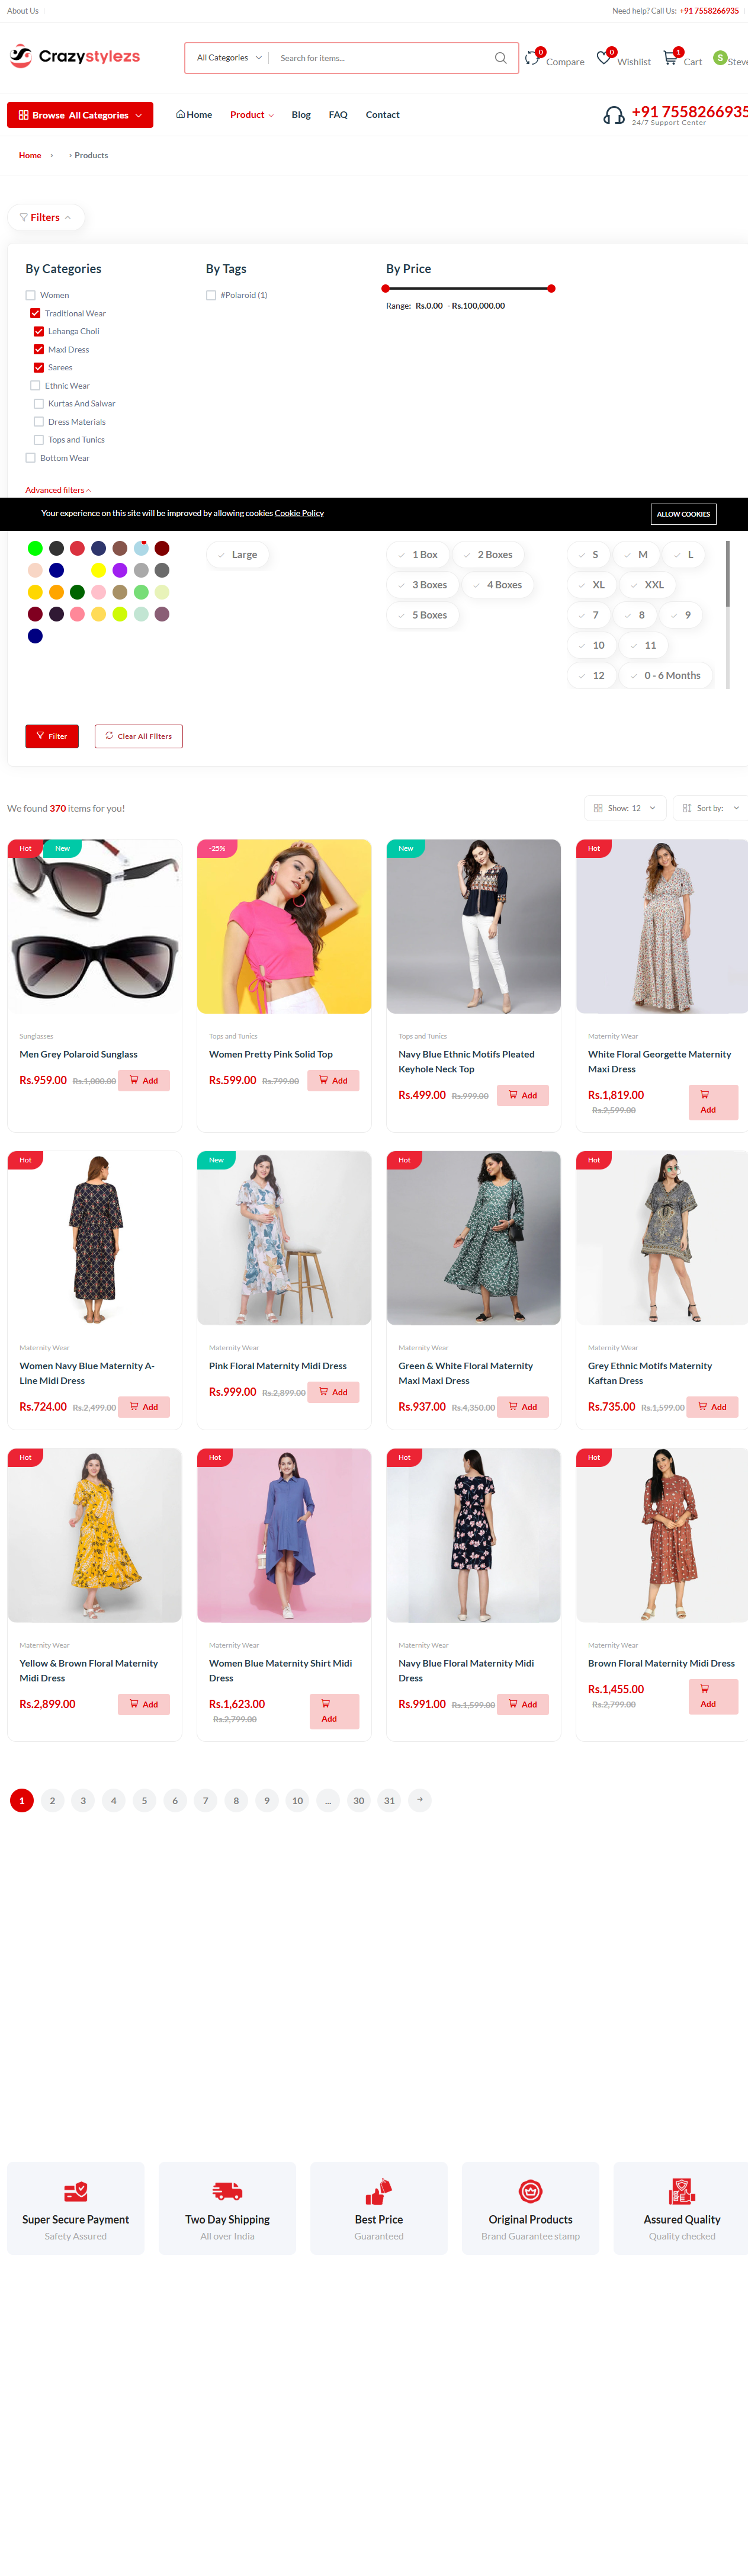 About Us
Need help? Call Us: +91 7558266935
Crazystylezs
All Categories
Search for items...
0
Compare
0
Wishlist
1
Cart
S
Steve
Browse All Categories
Home
Product
Blog
FAQ
Contact
+91 7558266935
24/7 Support Center
Home › › Products
Filters
By Categories
By Tags
By Price
Women
#Polaroid (1)
Range: Rs.0.00 - Rs.100,000.00
Traditional Wear
Lehanga Choli
Maxi Dress
Sarees
Ethnic Wear
Kurtas And Salwar
Dress Materials
Tops and Tunics
Bottom Wear
Advanced filters
Your experience on this site will be improved by allowing cookies Cookie Policy
ALLOW COOKIES
Large
1 Box
2 Boxes
S
M
L
3 Boxes
4 Boxes
XL
XXL
5 Boxes
7
8
9
10
11
12
0 - 6 Months
Filter
Clear All Filters
We found 370 items for you!
Show: 12
Sort by:
Hot
New
-25%
New
Hot
Sunglasses
Men Grey Polaroid Sunglass
Rs.959.00 Rs.1,000.00
Add
Tops and Tunics
Women Pretty Pink Solid Top
Rs.599.00 Rs.799.00
Add
Tops and Tunics
Navy Blue Ethnic Motifs Pleated
Keyhole Neck Top
Rs.499.00 Rs.999.00
Add
Maternity Wear
White Floral Georgette Maternity
Maxi Dress
Rs.1,819.00
Rs.2,599.00
Add
Hot
New
Hot
Hot
Maternity Wear
Women Navy Blue Maternity A-
Line Midi Dress
Rs.724.00 Rs.2,499.00
Add
Maternity Wear
Pink Floral Maternity Midi Dress
Rs.999.00 Rs.2,899.00
Add
Maternity Wear
Green & White Floral Maternity
Maxi Maxi Dress
Rs.937.00 Rs.4,350.00
Add
Maternity Wear
Grey Ethnic Motifs Maternity
Kaftan Dress
Rs.735.00 Rs.1,599.00
Add
Hot
Hot
Hot
Hot
Maternity Wear
Yellow & Brown Floral Maternity
Midi Dress
Rs.2,899.00
Add
Maternity Wear
Women Blue Maternity Shirt Midi
Dress
Rs.1,623.00
Rs.2,799.00
Add
Maternity Wear
Navy Blue Floral Maternity Midi
Dress
Rs.991.00 Rs.1,599.00
Add
Maternity Wear
Brown Floral Maternity Midi Dress
Rs.1,455.00
Rs.2,799.00
Add
1 2 3 4 5 6 7 8 9 10 ... 30 31
Super Secure Payment
Safety Assured
Two Day Shipping
All over India
Best Price
Guaranteed
Original Products
Brand Guarantee stamp
Assured Quality
Quality checked